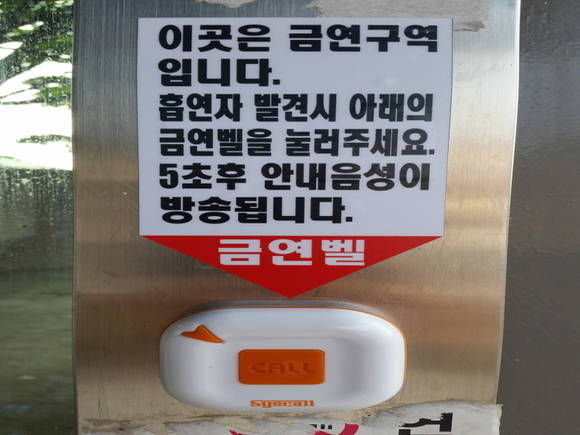 이곳은 금연구역
입니다.
흡연자 발견시 아래의
금연벨을 눌러주세요.
5초후 안내음성이
방송됩니다.
금연벨
CALL
Syscall